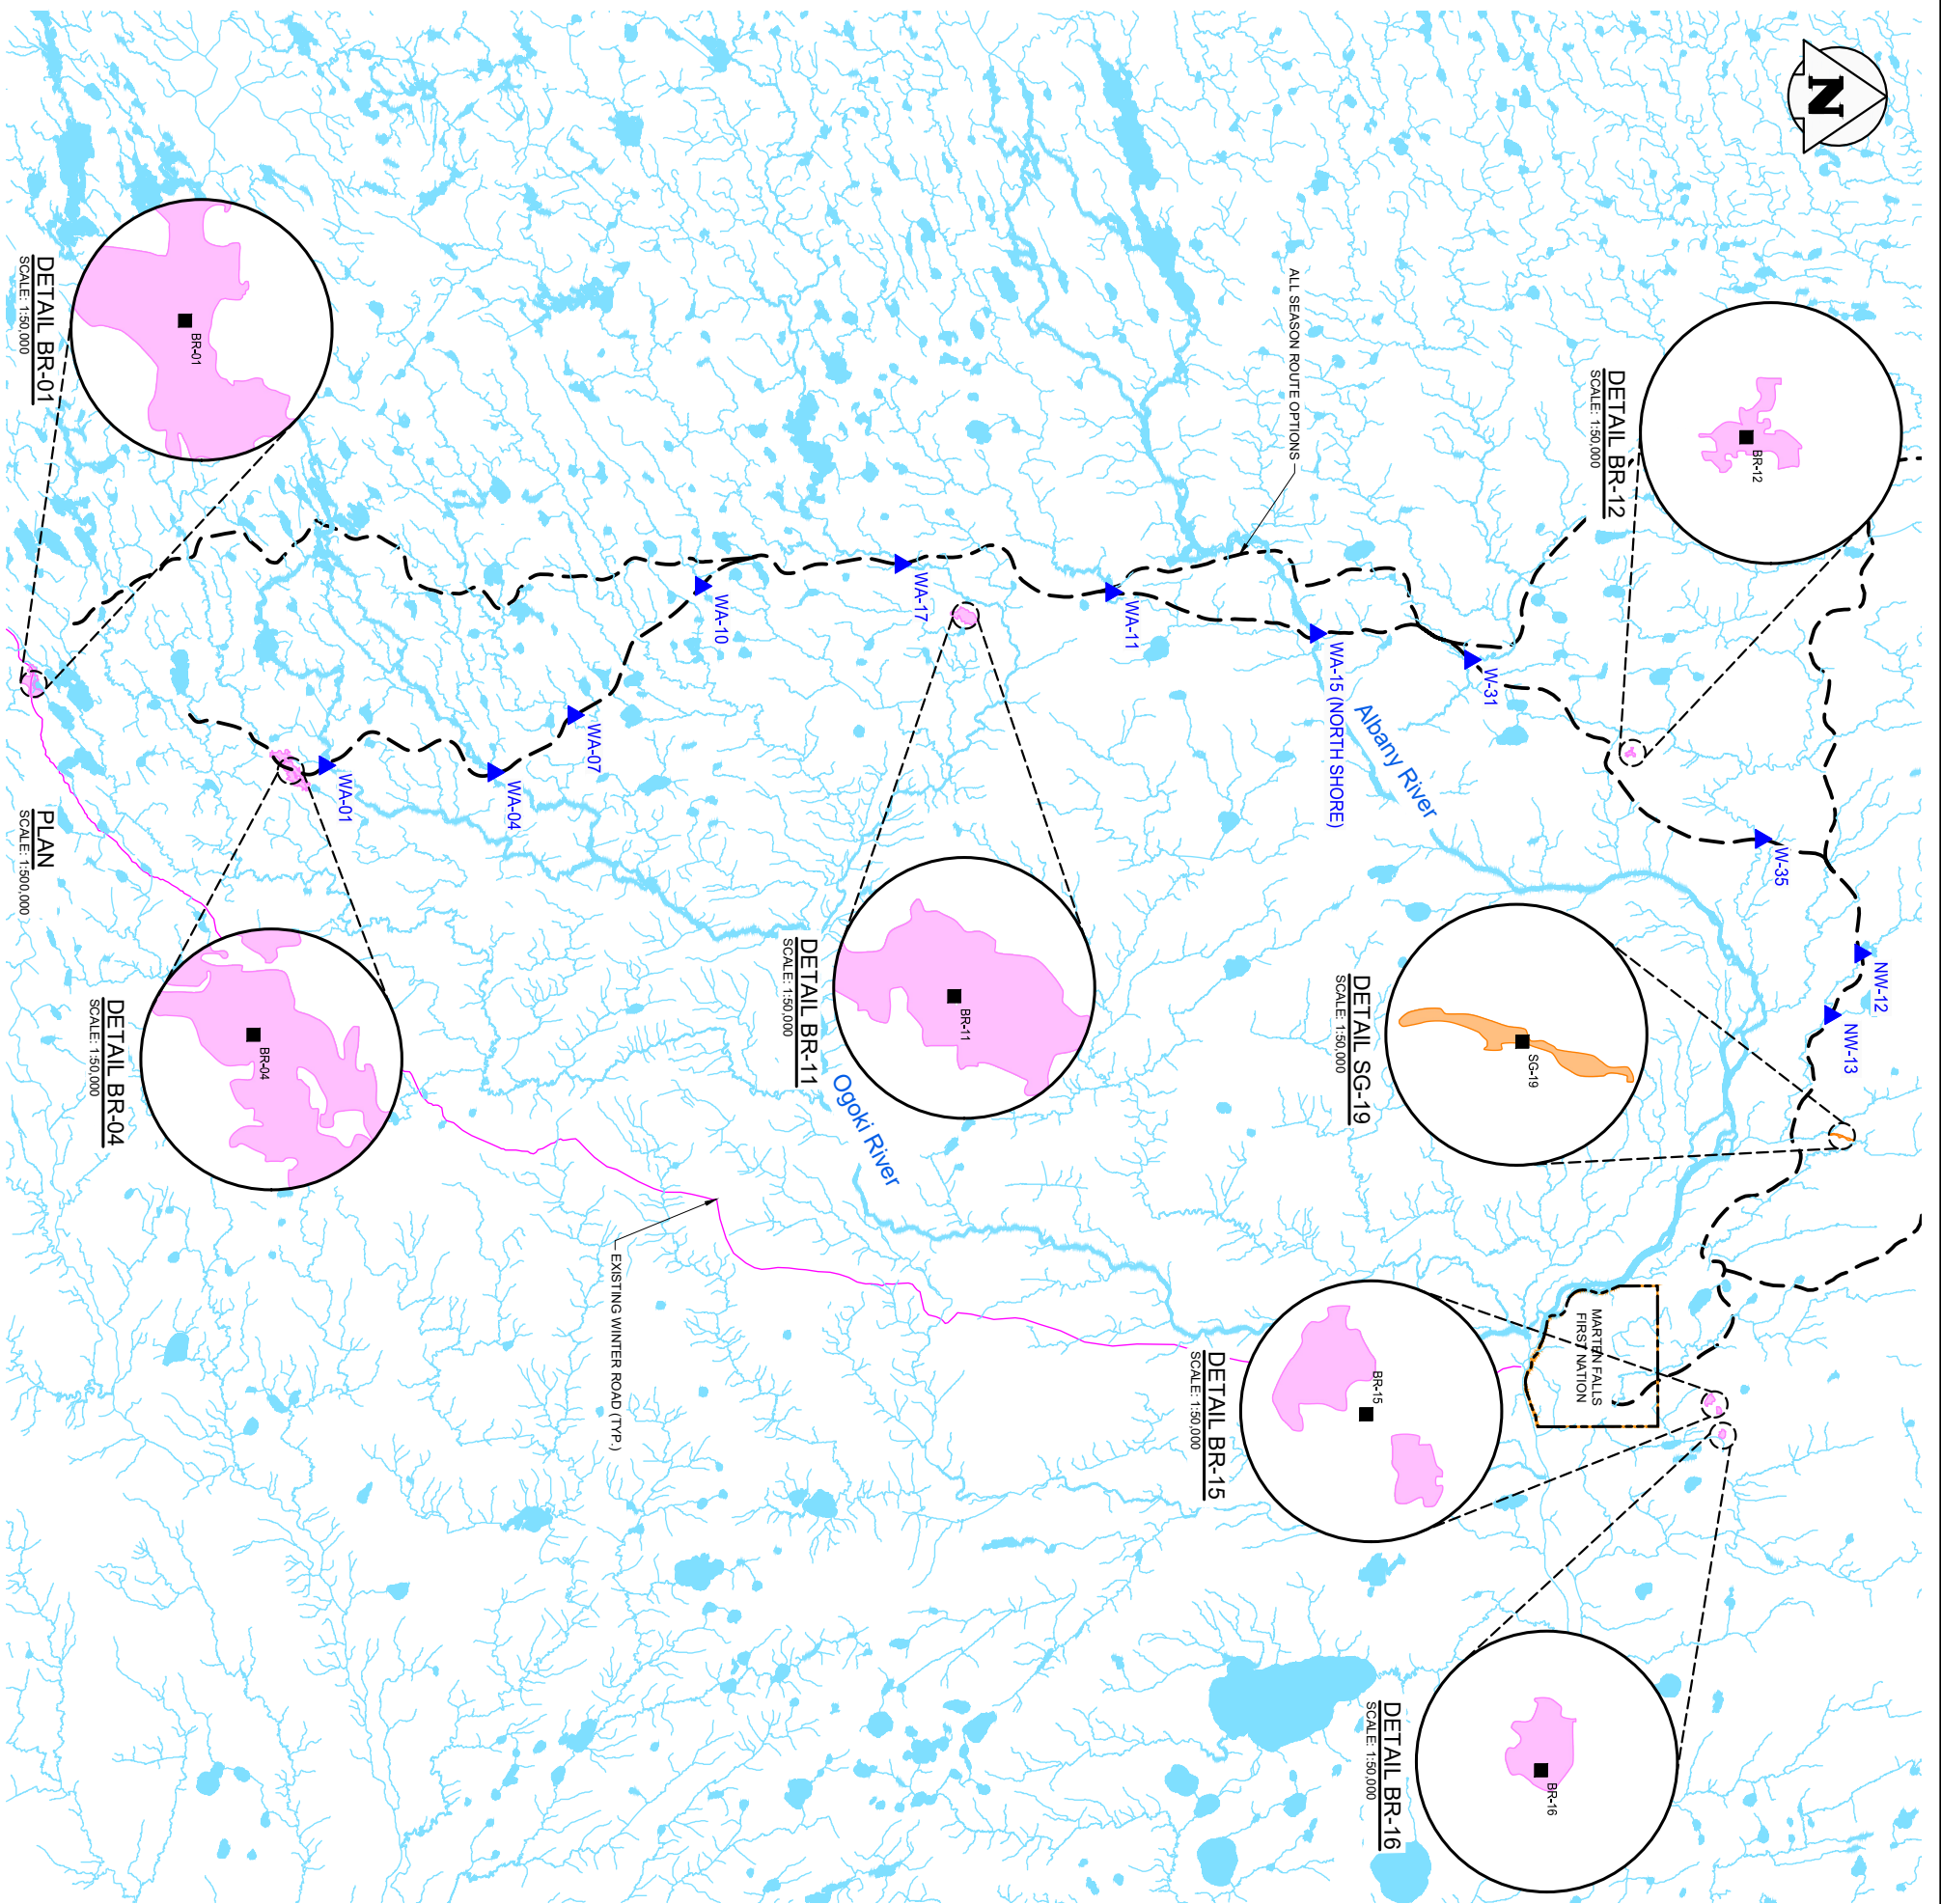 N
DETAIL BR-12
SCALE: 1:50,000
BR-12
ALL SEASON ROUTE OPTIONS
DETAIL BR-01
SCALE: 1:50,000
BR-01
NW-12
NW-13
W-35
W-31
WA-15 (NORTH SHORE)
WA-11
WA-17
WA-10
WA-07
WA-04
WA-01
Albany River
Ogoki River
DETAIL SG-19
SCALE: 1:50,000
SG-19
DETAIL BR-11
SCALE: 1:50,000
BR-11
PLAN
SCALE: 1:500,000
DETAIL BR-04
SCALE: 1:50,000
BR-04
MARTEN FALLS
FIRST NATION
DETAIL BR-15
SCALE: 1:50,000
BR-15
EXISTING WINTER ROAD (TYP.)
DETAIL BR-16
SCALE: 1:50,000
BR-16